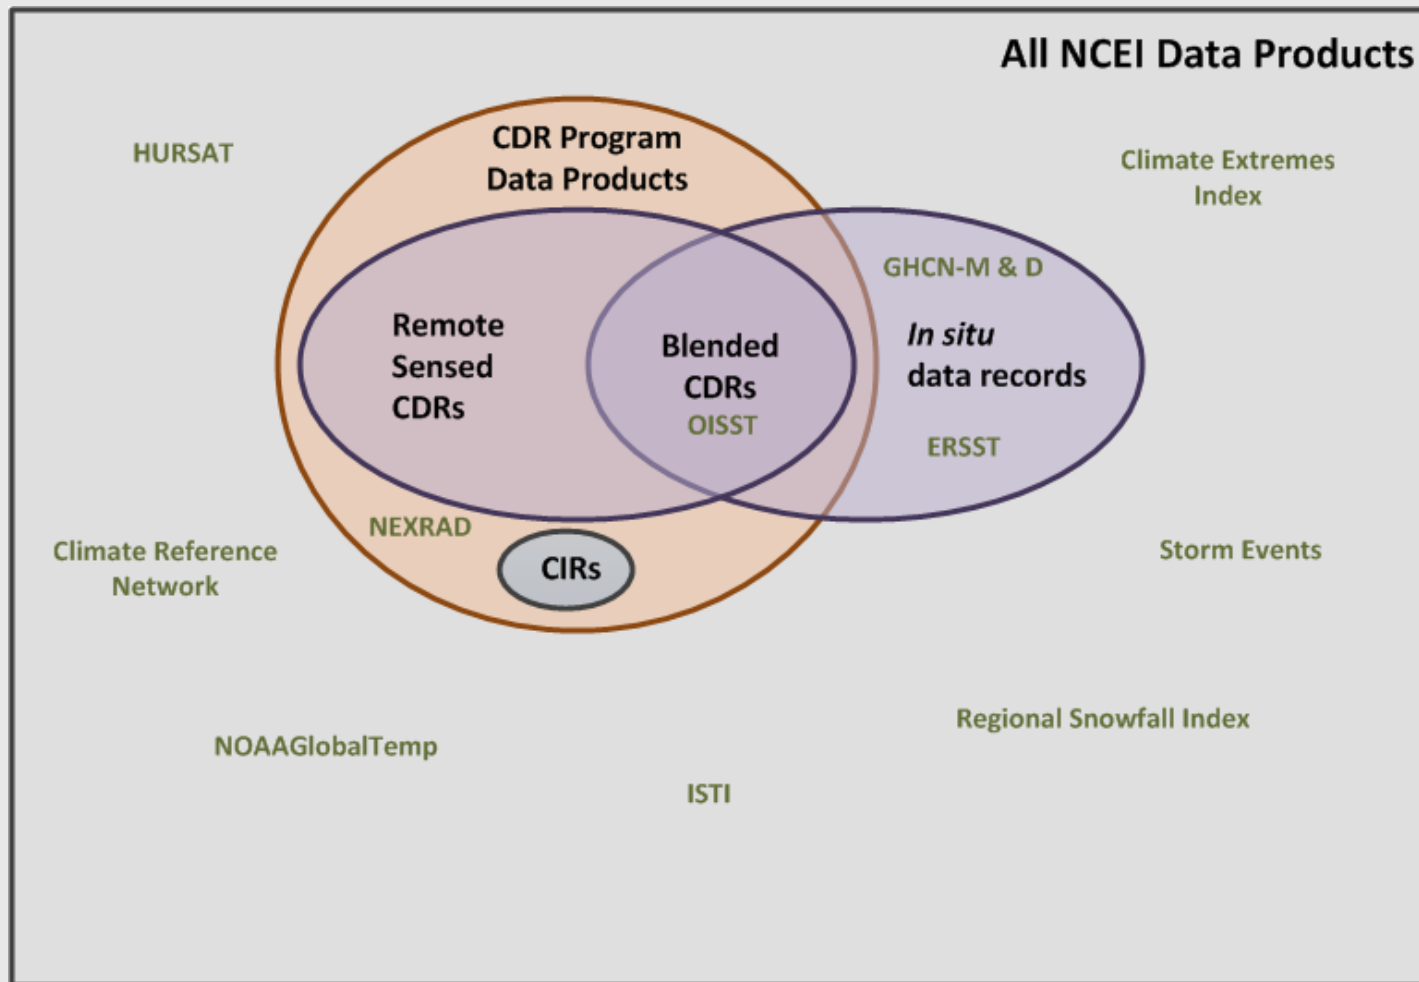 All NCEI Data Products
CDR Program
Data Products
HURSAT
Climate Extremes
Index
GHCN-M & D
Remote
Sensed
CDRs
Blended
CDRs
OISST
In situ
data records
ERSST
NEXRAD
CIRs
Climate Reference
Network
Storm Events
Regional Snowfall Index
NOAAGlobalTemp
ISTI